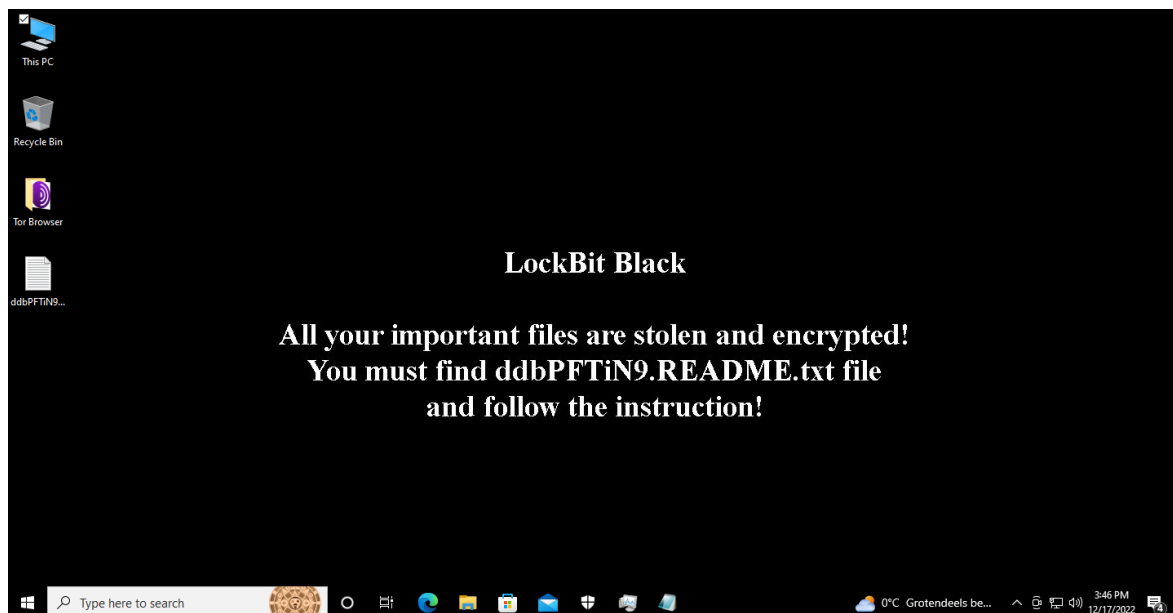 This PC
Recycle Bin
Tor Browser
ddbPFTiN9...
LockBit Black
All your important files are stolen and encrypted!
You must find ddbPFTiN9.README.txt file
and follow the instruction!
Type here to search
0°C Grotendeels be...
3:46 PM
12/17/2022